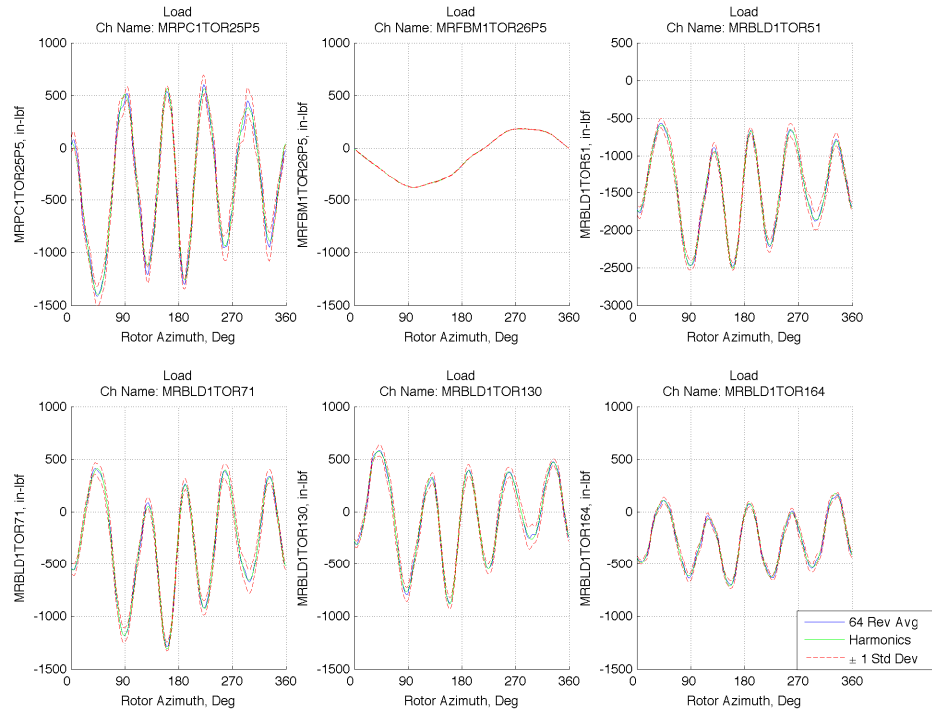 Load
Ch Name: MRPC1TOR25P5
MRPC1TOR25P5, in-lbf
1000
500
0
-500
-1000
-1500
0 90 180 270 360
Rotor Azimuth, Deg
Load
Ch Name: MRFBM1TOR26P5
MRFBM1TOR26P5, in-lbf
1000
500
0
-500
-1000
-1500
0 90 180 270 360
Rotor Azimuth, Deg
Load
Ch Name: MRBLD1TOR51
MRBLD1TOR51, in-lbf
500
0
-500
-1000
-1500
-2000
-2500
-3000
0 90 180 270 360
Rotor Azimuth, Deg
Load
Ch Name: MRBLD1TOR71
MRBLD1TOR71, in-lbf
1000
500
0
-500
-1000
-1500
0 90 180 270 360
Rotor Azimuth, Deg
Load
Ch Name: MRBLD1TOR130
MRBLD1TOR130, in-lbf
1000
500
0
-500
-1000
-1500
0 90 180 270 360
Rotor Azimuth, Deg
Load
Ch Name: MRBLD1TOR164
MRBLD1TOR164, in-lbf
1000
500
0
-500
-1000
-1500
0 90 180 270 360
Rotor Azimuth, Deg
64 Rev Avg
Harmonics
± 1 Std Dev